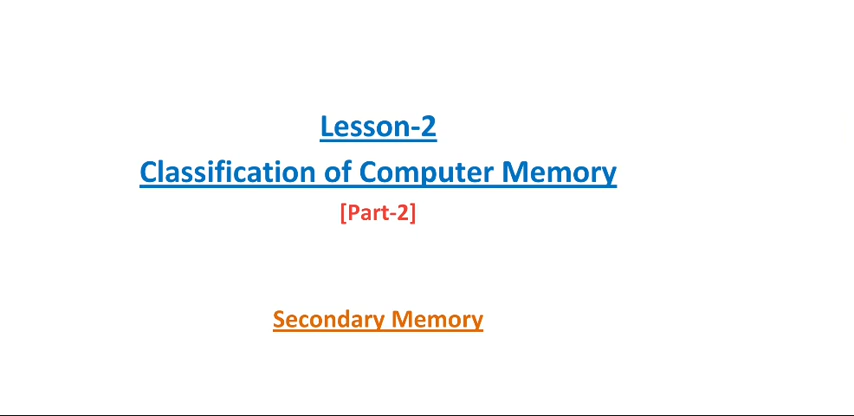 Lesson-2
Classification of Computer Memory
[Part-2]
Secondary Memory